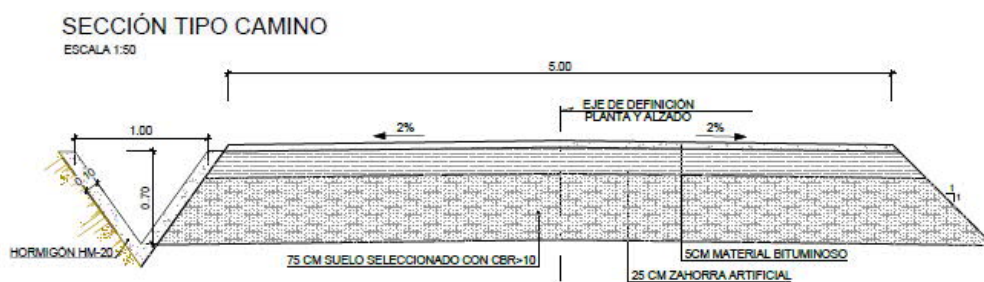 SECCIÓN TIPO CAMINO
ESCALA 1:50
5.00
EJE DE DEFINICIÓN
PLANTA Y ALZADO
1.00
2%
2%
0.10
0.70
1
1
HORMIGÓN HM-20
75 CM SUELO SELECCIONADO CON CBR>10
5CM MATERIAL BITUMINOSO
25 CM ZAHORRA ARTIFICIAL